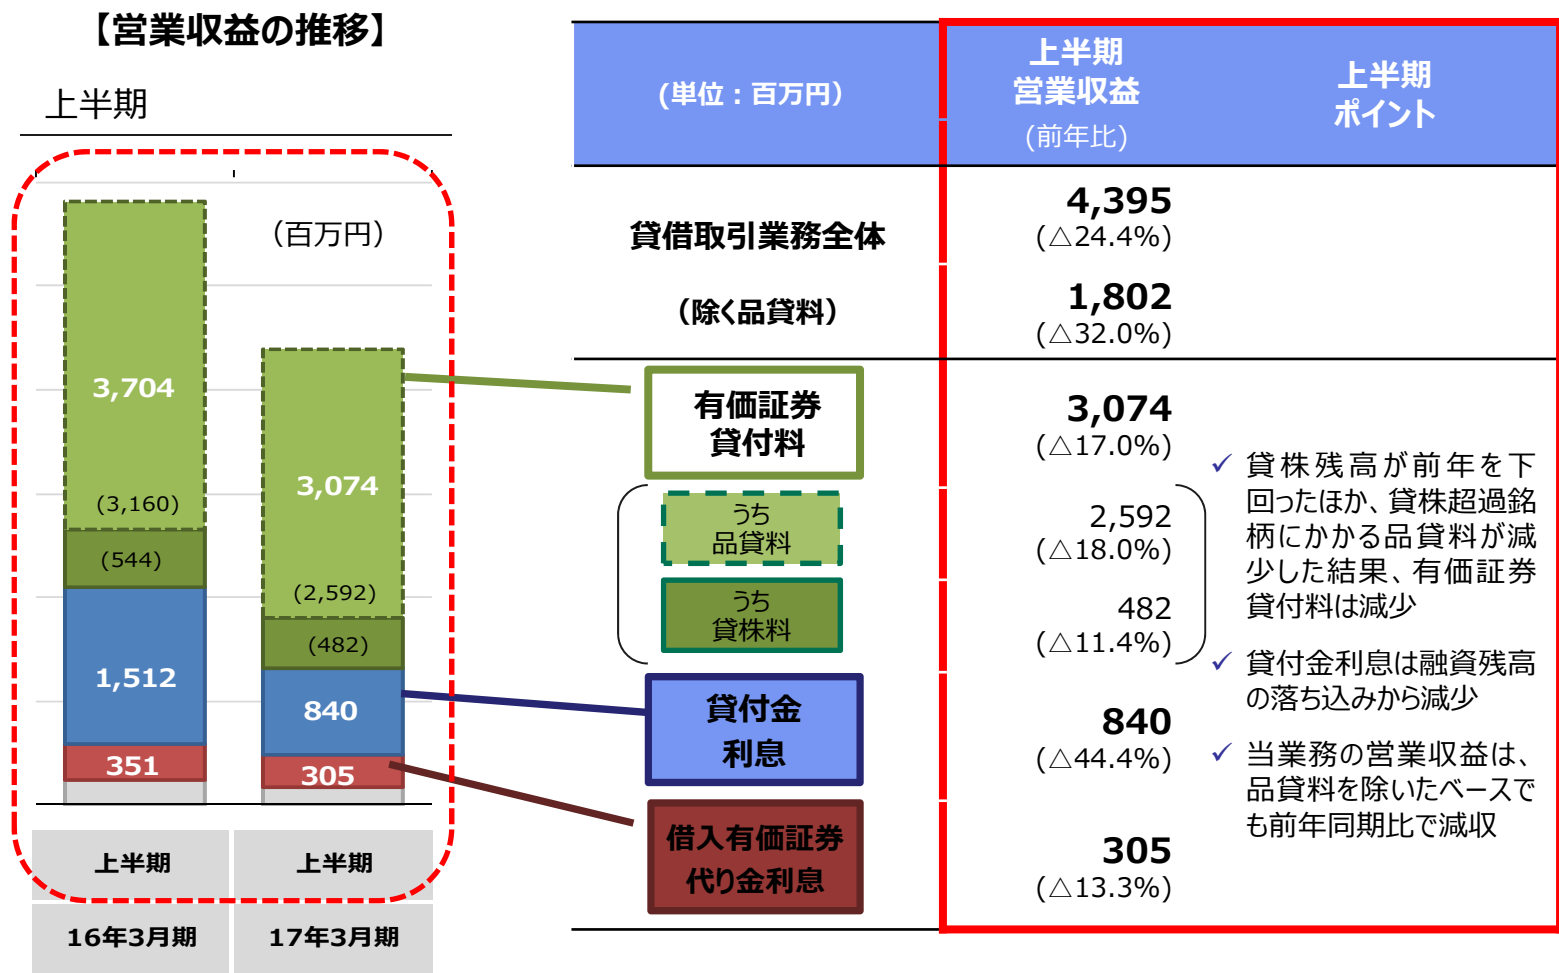 【営業収益の推移】
上半期
(百万円)
3,704
(3,160)
(544)
1,512
351
3,074
(2,592)
(482)
840
305
上半期
上半期
16年3月期
17年3月期
(単位：百万円)
上半期
営業収益
(前年比)
上半期
ポイント
貸借取引業務全体
4,395
(△24.4%)
(除く品貸料)
1,802
(△32.0%)
有価証券
貸付料
3,074
(△17.0%)
うち
品貸料
2,592
(△18.0%)
うち
貸株料
482
(△11.4%)
貸付金
利息
840
(△44.4%)
借入有価証券
代り金利息
305
(△13.3%)
✓ 貸株残高が前年を下
回ったほか、貸株超過銘
柄にかかる品貸料が減
少した結果、有価証券
貸付料は減少
✓ 貸付金利息は融資残高
の落ち込みから減少
✓ 当業務の営業収益は、
品貸料を除いたベースで
も前年同期比で減収